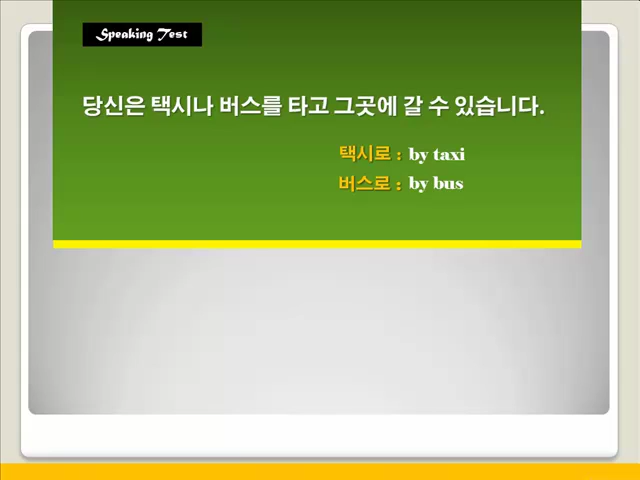 Speaking Test
당신은 택시나 버스를 타고 그곳에 갈 수 있습니다.
택시로 : by taxi
버스로 : by bus